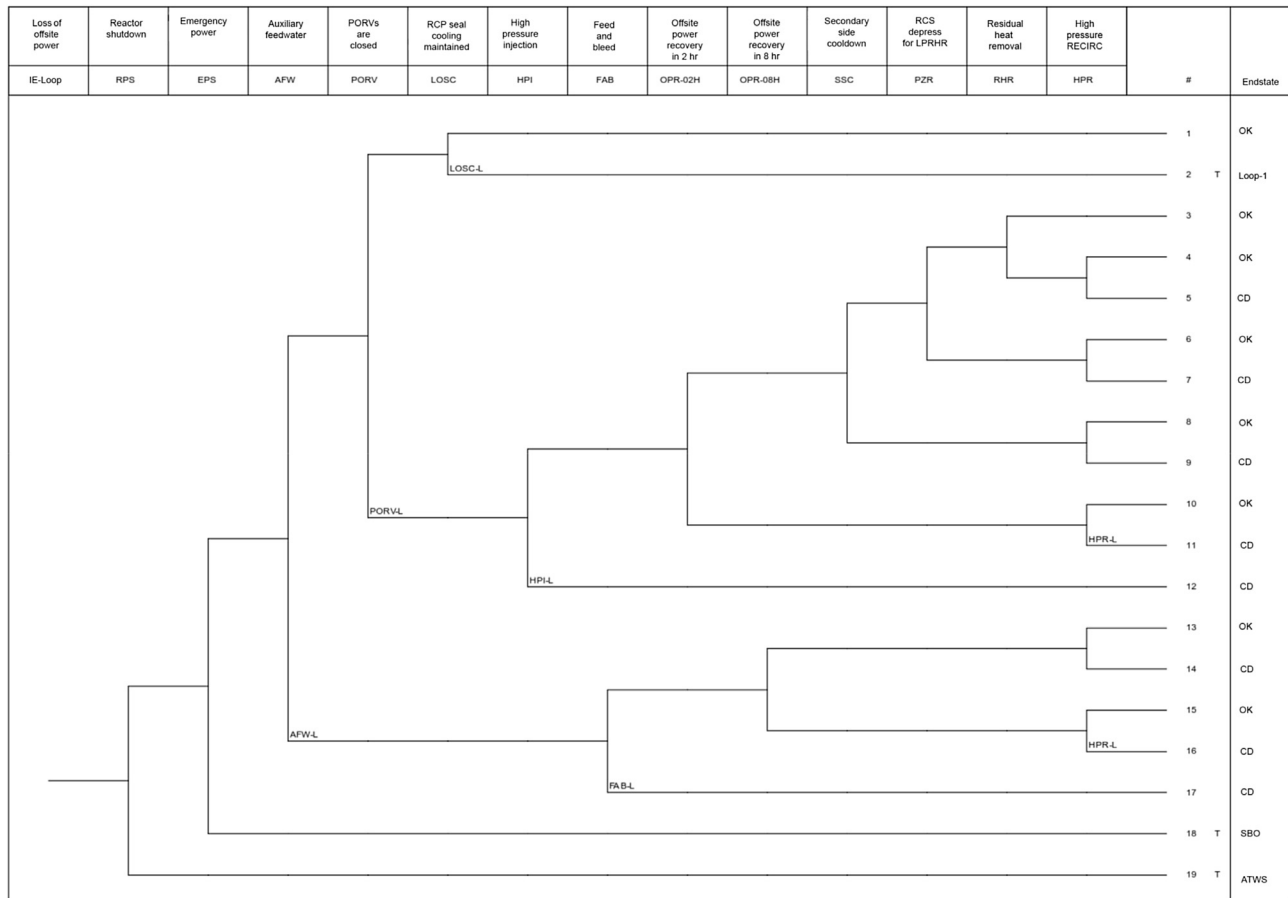 Loss of
offsite
power
Reactor
shutdown
Emergency
power
Auxiliary
feedwater
PORVs
are
closed
RCP seal
cooling
maintained
High
pressure
injection
Feed
and
bleed
Offsite
power
recovery
in 2 hr
Offsite
power
recovery
in 8 hr
Secondary
side
cooldown
RCS
depress
for LPRHR
Residual
heat
removal
High
pressure
RECIRC
IE-Loop
RPS
EPS
AFW
PORV
LOSC
HPI
FAB
OPR-02H
OPR-08H
SSC
PZR
RHR
HPR
#
Endstate
1 OK
LOSC-L
2 T Loop-1
3 OK
4 OK
5 CD
6 OK
7 CD
8 OK
9 CD
10 OK
PORV-L
HPR-L
11 CD
HPI-L
12 CD
13 OK
14 CD
15 OK
AFW-L
HPR-L
16 CD
FAB-L
17 CD
18 T SBO
19 T ATWS